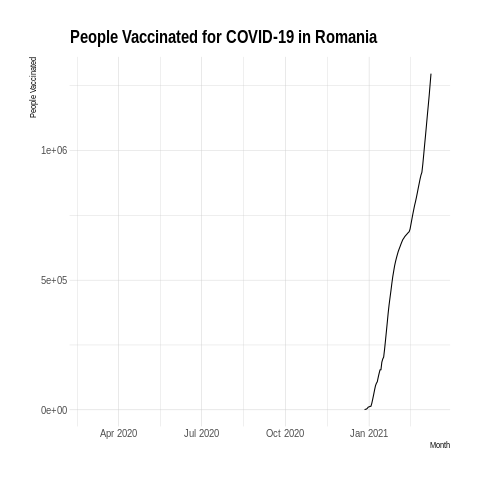 People Vaccinated for COVID-19 in Romania
People Vaccinated
1e+06
5e+05
0e+00
Apr 2020 Jul 2020 Oct 2020 Jan 2021
Month